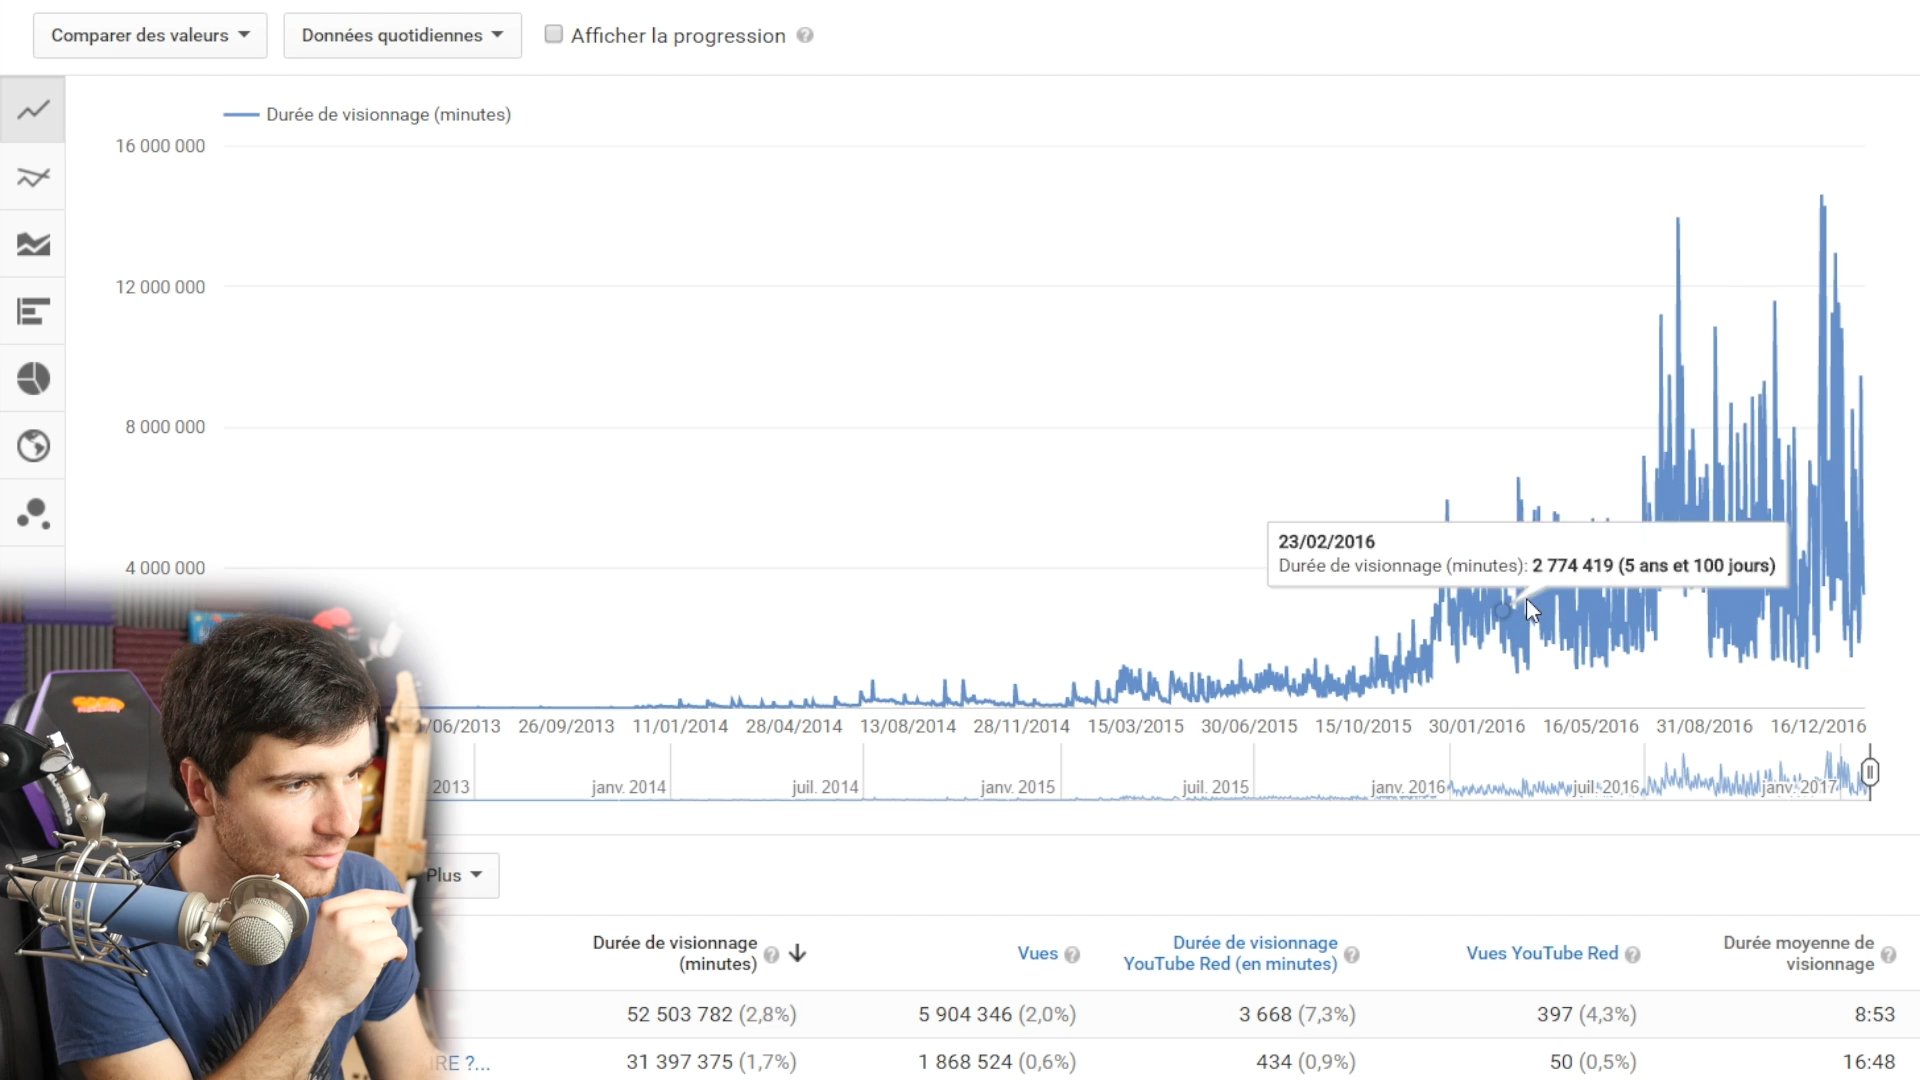 Comparer des valeurs
Données quotidiennes
Afficher la progression
Durée de visionnage (minutes)
16 000 000
12 000 000
8 000 000
4 000 000
23/02/2016
Durée de visionnage (minutes): 2 774 419 (5 ans et 100 jours)
/06/2013 26/09/2013 11/01/2014 28/04/2014 13/08/2014 28/11/2014 15/03/2015 30/06/2015 15/10/2015 30/01/2016 16/05/2016 31/08/2016 16/12/2016
2013 janv. 2014 juil. 2014 janv. 2015 juil. 2015 janv. 2016 juil. 2016 janv. 2017
Plus
Durée de visionnage
(minutes)
Vues
Durée de visionnage
YouTube Red (en minutes)
Vues YouTube Red
Durée moyenne de
visionnage
52 503 782 (2,8%) 5 904 346 (2,0%) 3 668 (7,3%) 397 (4,3%) 8:53
IRE ?... 31 397 375 (1,7%) 1 868 524 (0,6%) 434 (0,9%) 50 (0,5%) 16:48